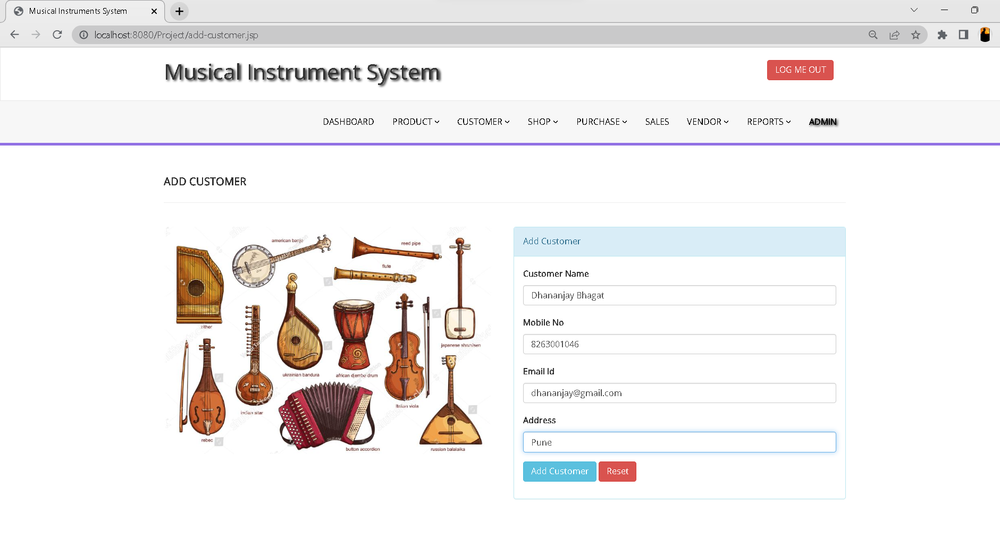 Musical Instruments System
localhost:8080/Project/add-customer.jsp
Musical Instrument System
LOG ME OUT
DASHBOARD PRODUCT CUSTOMER SHOP PURCHASE SALES VENDOR REPORTS ADMIN
ADD CUSTOMER
american banjo
reed pipe
flute
zither
japanese shamisen
ukrainian bandura
african djembe drum
indian sitar
Italian viola
rebec
button accordion
russian balalaika
Add Customer
Customer Name
Dhananjay Bhagat
Mobile No
8263001046
Email Id
dhananjay@gmail.com
Address
Pune
Add Customer Reset